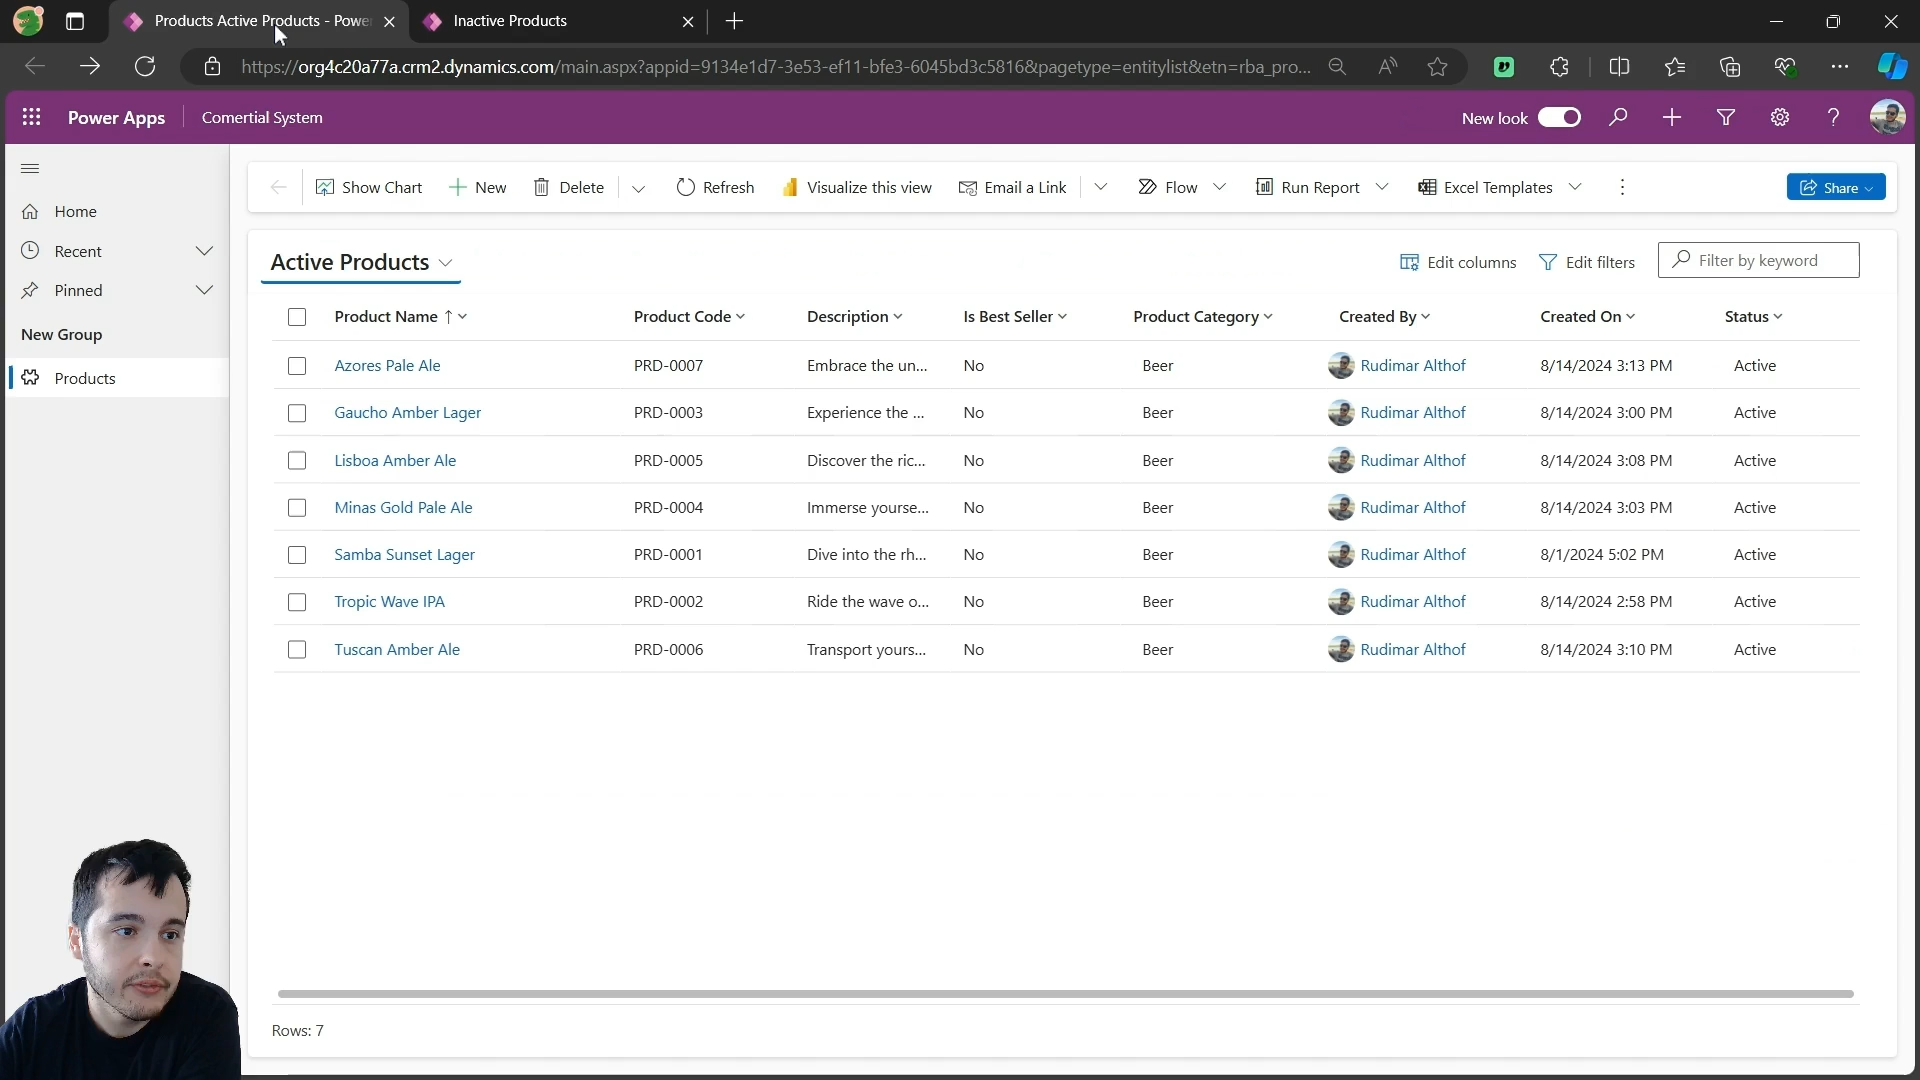 Products Active Products - Powe
Inactive Products
https://org4c20a77a.crm2.dynamics.com/main.aspx?appid=9134e1d7-3e53-ef11-bfe3-6045bd3c5816&pagetype=entitylist&etn=rba_pro...
Power Apps
Comertial System
New look
Home
Recent
Pinned
New Group
Products
Show Chart
New
Delete
Refresh
Visualize this view
Email a Link
Flow
Run Report
Excel Templates
Share
Active Products
Edit columns
Edit filters
Filter by keyword
Product Name ↑ Product Code Description Is Best Seller Product Category Created By Created On Status
Azores Pale Ale PRD-0007 Embrace the un... No Beer Rudimar Althof 8/14/2024 3:13 PM Active
Gaucho Amber Lager PRD-0003 Experience the ... No Beer Rudimar Althof 8/14/2024 3:00 PM Active
Lisboa Amber Ale PRD-0005 Discover the ric... No Beer Rudimar Althof 8/14/2024 3:08 PM Active
Minas Gold Pale Ale PRD-0004 Immerse yourse... No Beer Rudimar Althof 8/14/2024 3:03 PM Active
Samba Sunset Lager PRD-0001 Dive into the rh... No Beer Rudimar Althof 8/1/2024 5:02 PM Active
Tropic Wave IPA PRD-0002 Ride the wave o... No Beer Rudimar Althof 8/14/2024 2:58 PM Active
Tuscan Amber Ale PRD-0006 Transport yours... No Beer Rudimar Althof 8/14/2024 3:10 PM Active
Rows: 7